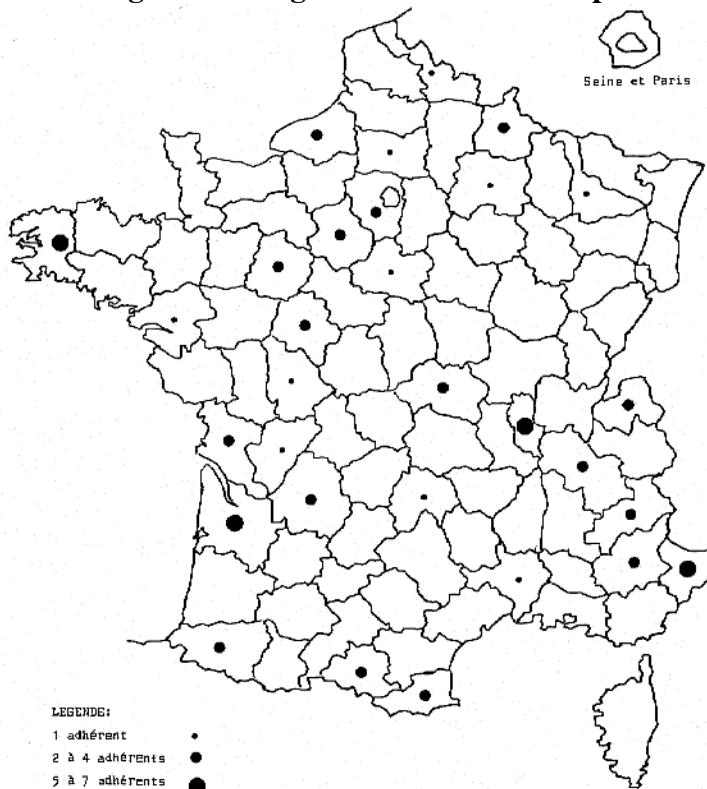 Seine et Paris
LEGENDE:
1 adhérent
2 à 4 adhérents
5 à 7 adhérents